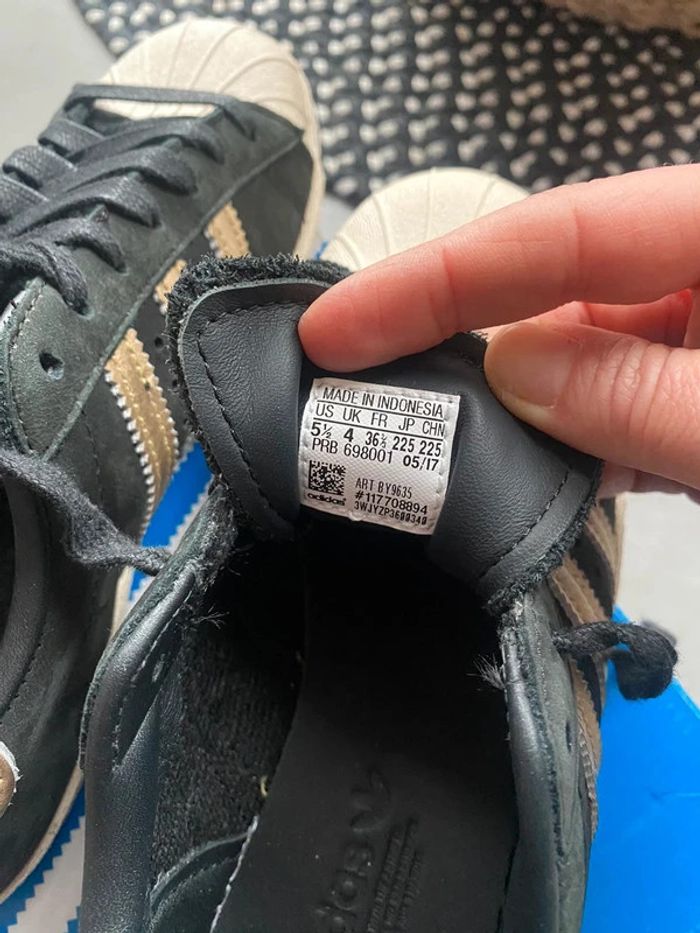 MADE IN INDONESIA
US UK FR JP CHN
5½ 4 36⅔ 225 225
PRB 698001 05/17
ART BY9635
#117708894
adidas